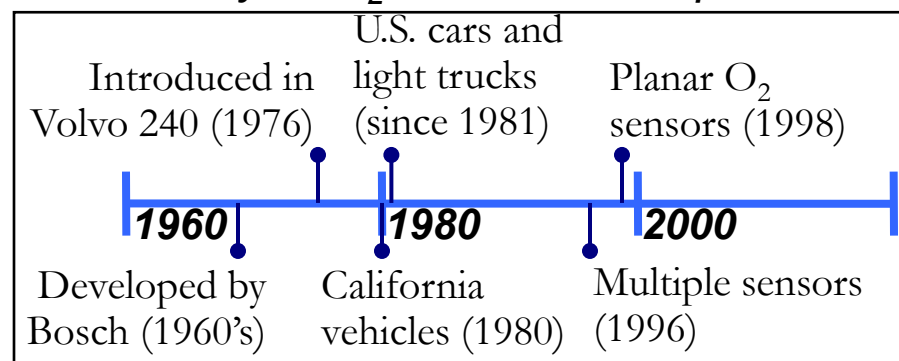 U.S. cars and
light trucks
(since 1981)
Introduced in
Volvo 240 (1976)
Planar O₂
sensors (1998)
1960
1980
2000
Developed by
Bosch (1960's)
California
vehicles (1980)
Multiple sensors
(1996)